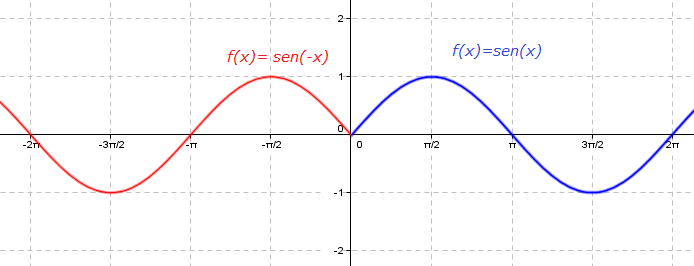 2
f(x)= sen(-x)
f(x)=sen(x)
1
0
-2π
-3π/2
-π
-π/2
0
π/2
π
3π/2
2π
-1
-2